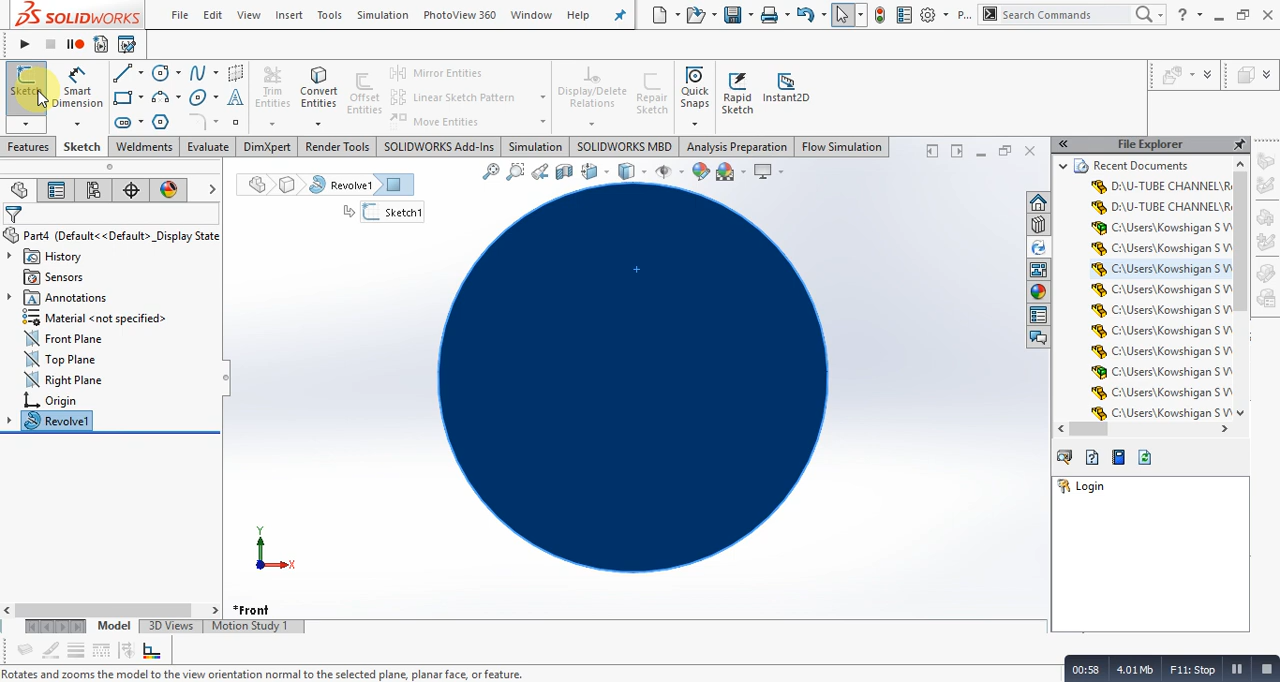 SOLIDWORKS File Edit View Insert Tools Simulation PhotoView 360 Window Help P... Search Commands ?
Sketch Smart Dimension Trim Entities Convert Entities Offset Entities Mirror Entities Linear Sketch Pattern Move Entities Display/Delete Relations Repair Sketch Quick Snaps Rapid Sketch Instant2D
Features Sketch Weldments Evaluate DimXpert Render Tools SOLIDWORKS Add-Ins Simulation SOLIDWORKS MBD Analysis Preparation Flow Simulation
Part4 (Default<<Default>_Display State
History
Sensors
Annotations
Material <not specified>
Front Plane
Top Plane
Right Plane
Origin
Revolve1
Revolve1
Sketch1
Y
X
*Front
File Explorer
Recent Documents
D:\U-TUBE CHANNEL\R
D:\U-TUBE CHANNEL\R
C:\Users\Kowshigan S V
C:\Users\Kowshigan S V
C:\Users\Kowshigan S V
C:\Users\Kowshigan S V
C:\Users\Kowshigan S V
C:\Users\Kowshigan S V
C:\Users\Kowshigan S V
C:\Users\Kowshigan S V
C:\Users\Kowshigan S V
C:\Users\Kowshigan S V
Login
Model 3D Views Motion Study 1
Rotates and zooms the model to the view orientation normal to the selected plane, planar face, or feature.
00:58 4.01 Mb F11: Stop